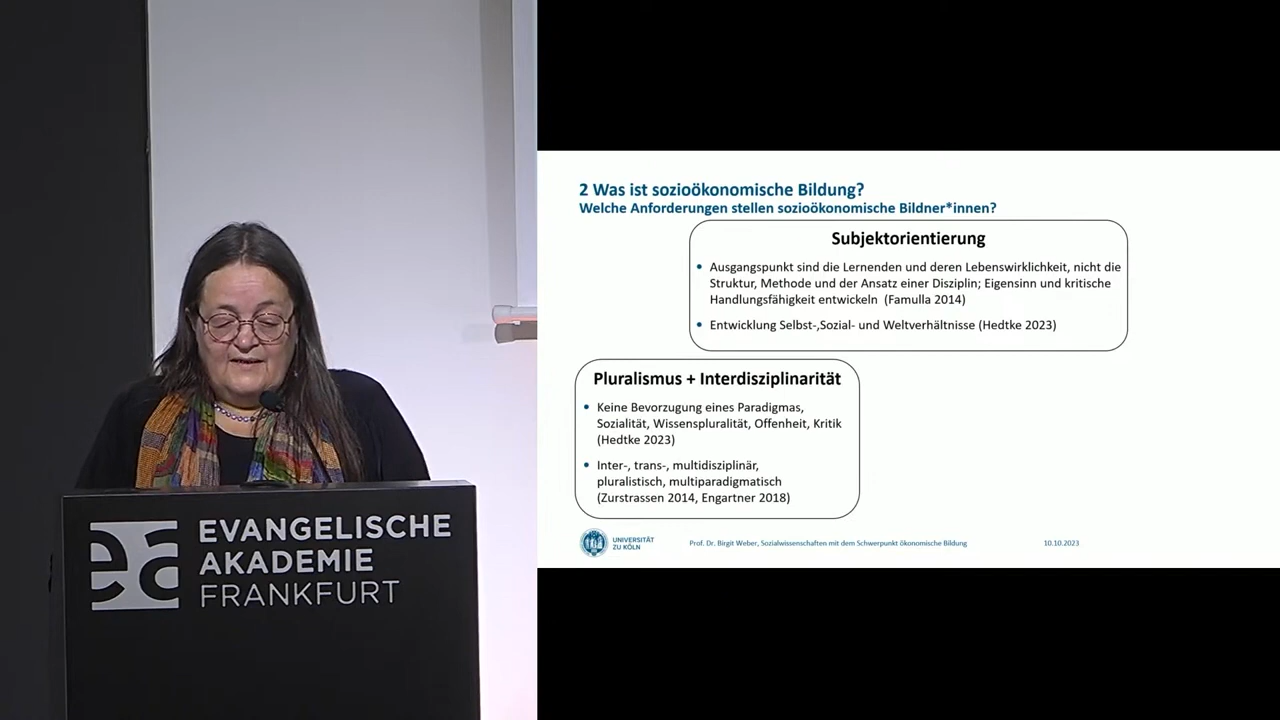 EVANGELISCHE
AKADEMIE
FRANKFURT
2 Was ist sozioökonomische Bildung?
Welche Anforderungen stellen sozioökonomische Bildner*innen?
Subjektorientierung
• Ausgangspunkt sind die Lernenden und deren Lebenswirklichkeit, nicht die
Struktur, Methode und der Ansatz einer Disziplin; Eigensinn und kritische
Handlungsfähigkeit entwickeln (Famulla 2014)
• Entwicklung Selbst-,Sozial- und Weltverhältnisse (Hedtke 2023)
Pluralismus + Interdisziplinarität
• Keine Bevorzugung eines Paradigmas,
Sozialität, Wissenspluralität, Offenheit, Kritik
(Hedtke 2023)
• Inter-, trans-, multidisziplinär,
pluralistisch, multiparadigmatisch
(Zurstrassen 2014, Engartner 2018)
UNIVERSITÄT
ZU KÖLN
Prof. Dr. Birgit Weber, Sozialwissenschaften mit dem Schwerpunkt ökonomische Bildung
10.10.2023